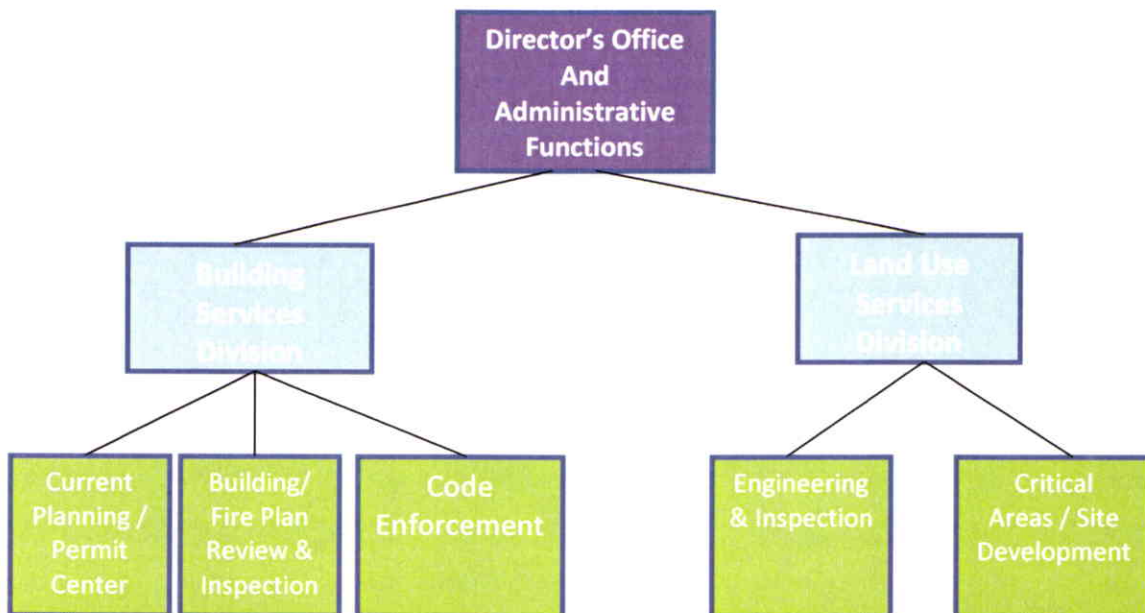 Director's Office
And
Administrative
Functions
Building
Services
Division
Land Use
Services
Division
Current
Planning /
Permit
Center
Building/
Fire Plan
Review &
Inspection
Code
Enforcement
Engineering
& Inspection
Critical
Areas / Site
Development